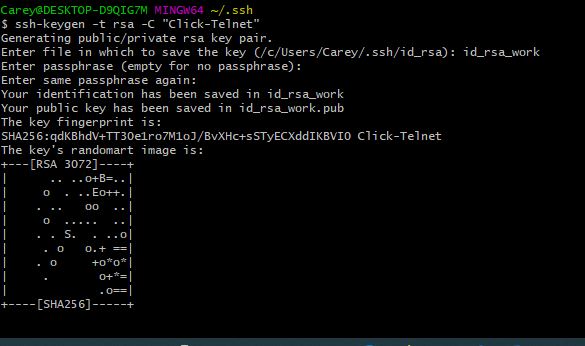 Carey@DESKTOP-D9QIG7M MINGW64 ~/.ssh
$ ssh-keygen -t rsa -C "Click-Telnet"
Generating public/private rsa key pair.
Enter file in which to save the key (/c/Users/Carey/.ssh/id_rsa): id_rsa_work
Enter passphrase (empty for no passphrase):
Enter same passphrase again:
Your identification has been saved in id_rsa_work
Your public key has been saved in id_rsa_work.pub
The key fingerprint is:
SHA256:qdKBhdV+TT3Oe1ro7M1oJ/BvXHc+sSTyECXddIKBVIO Click-Telnet
The key's randomart image is:
+---[RSA 3072]----+
|      .. ..o+B=..|
|     o  . ..Eo++.|
|    . ..   oo  ..|
|     o .....  ..|
|    . . S.  . ..o|
|     . o   o.+ ==|
|    . o     +o*o*|
|     .       o+*=|
|             .o==|
+----[SHA256]-----+